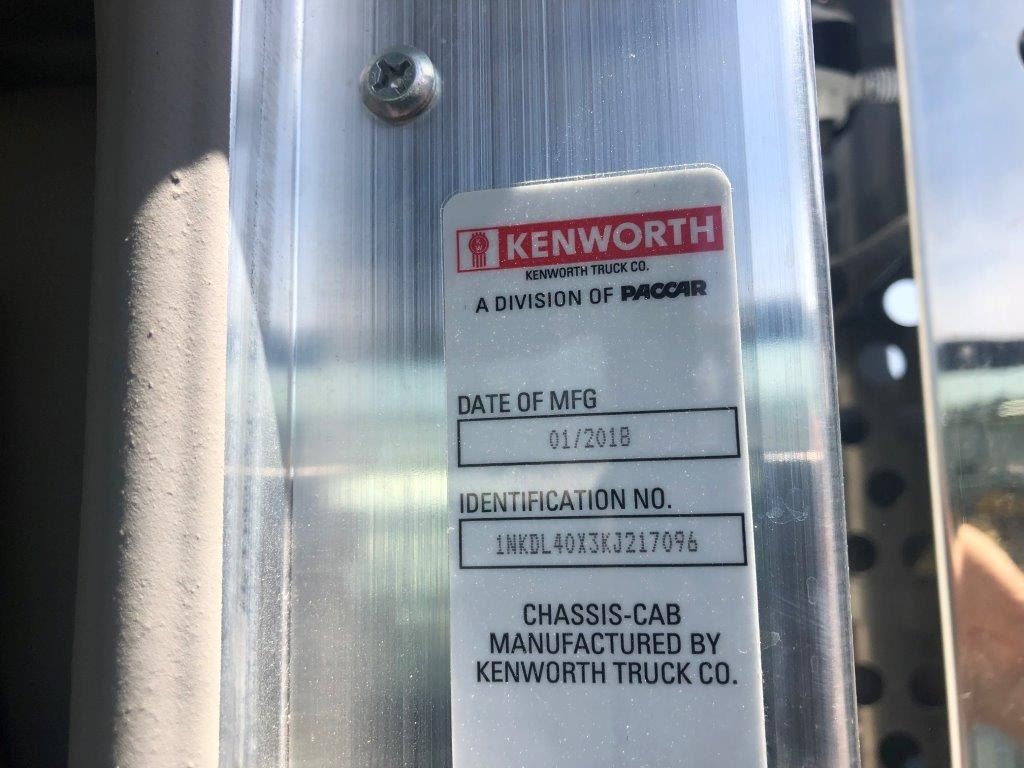 KENWORTH
KENWORTH TRUCK CO.
A DIVISION OF PACCAR
DATE OF MFG
01/2018
IDENTIFICATION NO.
1NKDL40X3KJ217096
CHASSIS-CAB
MANUFACTURED BY
KENWORTH TRUCK CO.